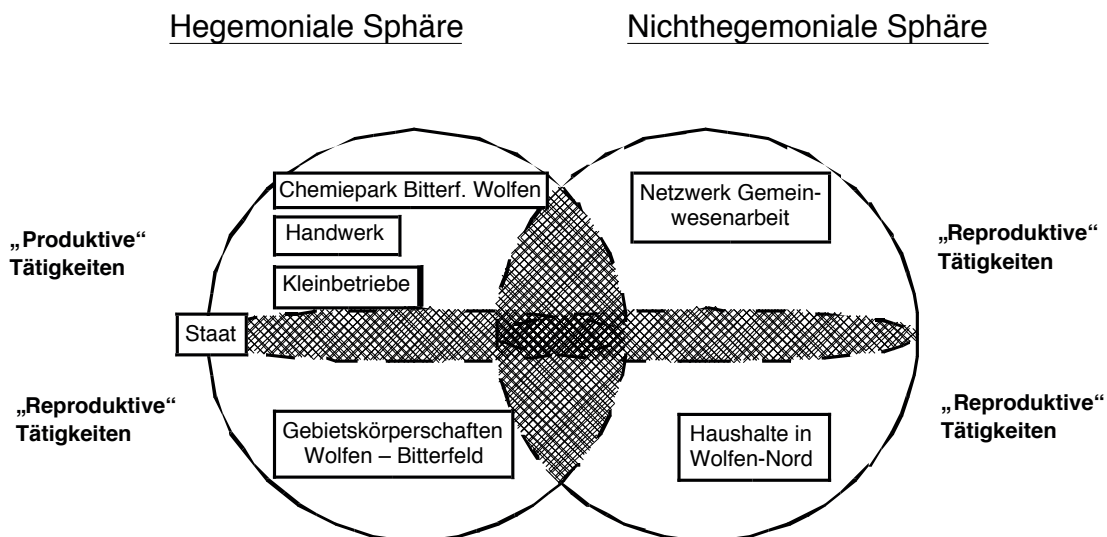 Hegemoniale Sphäre
Nichthegemoniale Sphäre
Chemiepark Bitterf. Wolfen
Handwerk
Kleinbetriebe
Netzwerk Gemein-
wesenarbeit
„Produktive“
Tätigkeiten
„Reproduktive“
Tätigkeiten
Staat
„Reproduktive“
Tätigkeiten
Gebietskörperschaften
Wolfen – Bitterfeld
Haushalte in
Wolfen-Nord
„Reproduktive“
Tätigkeiten